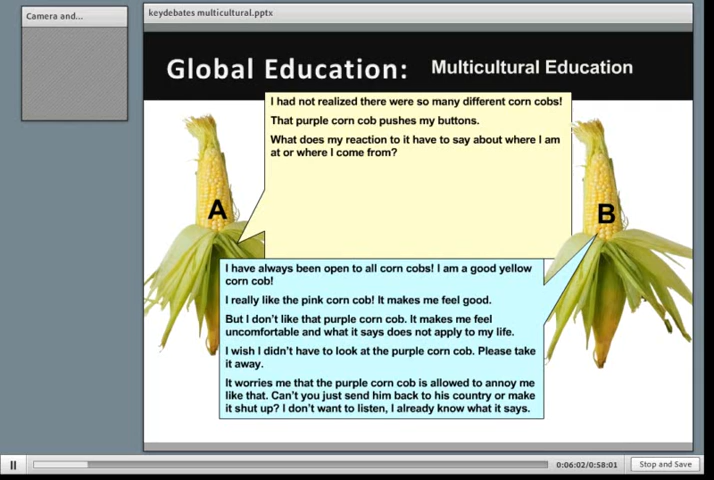 Camera and...
keydebates multicultural.pptx
Global Education: Multicultural Education
I had not realized there were so many different corn cobs!
That purple corn cob pushes my buttons.
What does my reaction to it have to say about where I am
at or where I come from?
A
B
I have always been open to all corn cobs! I am a good yellow
corn cob!
I really like the pink corn cob! It makes me feel good.
But I don't like that purple corn cob. It makes me feel
uncomfortable and what it says does not apply to my life.
I wish I didn't have to look at the purple corn cob. Please take
it away.
It worries me that the purple corn cob is allowed to annoy me
like that. Can't you just send him back to his country or make
it shut up? I don't want to listen, I already know what it says.
0:06:02/0:58:01
Stop and Save